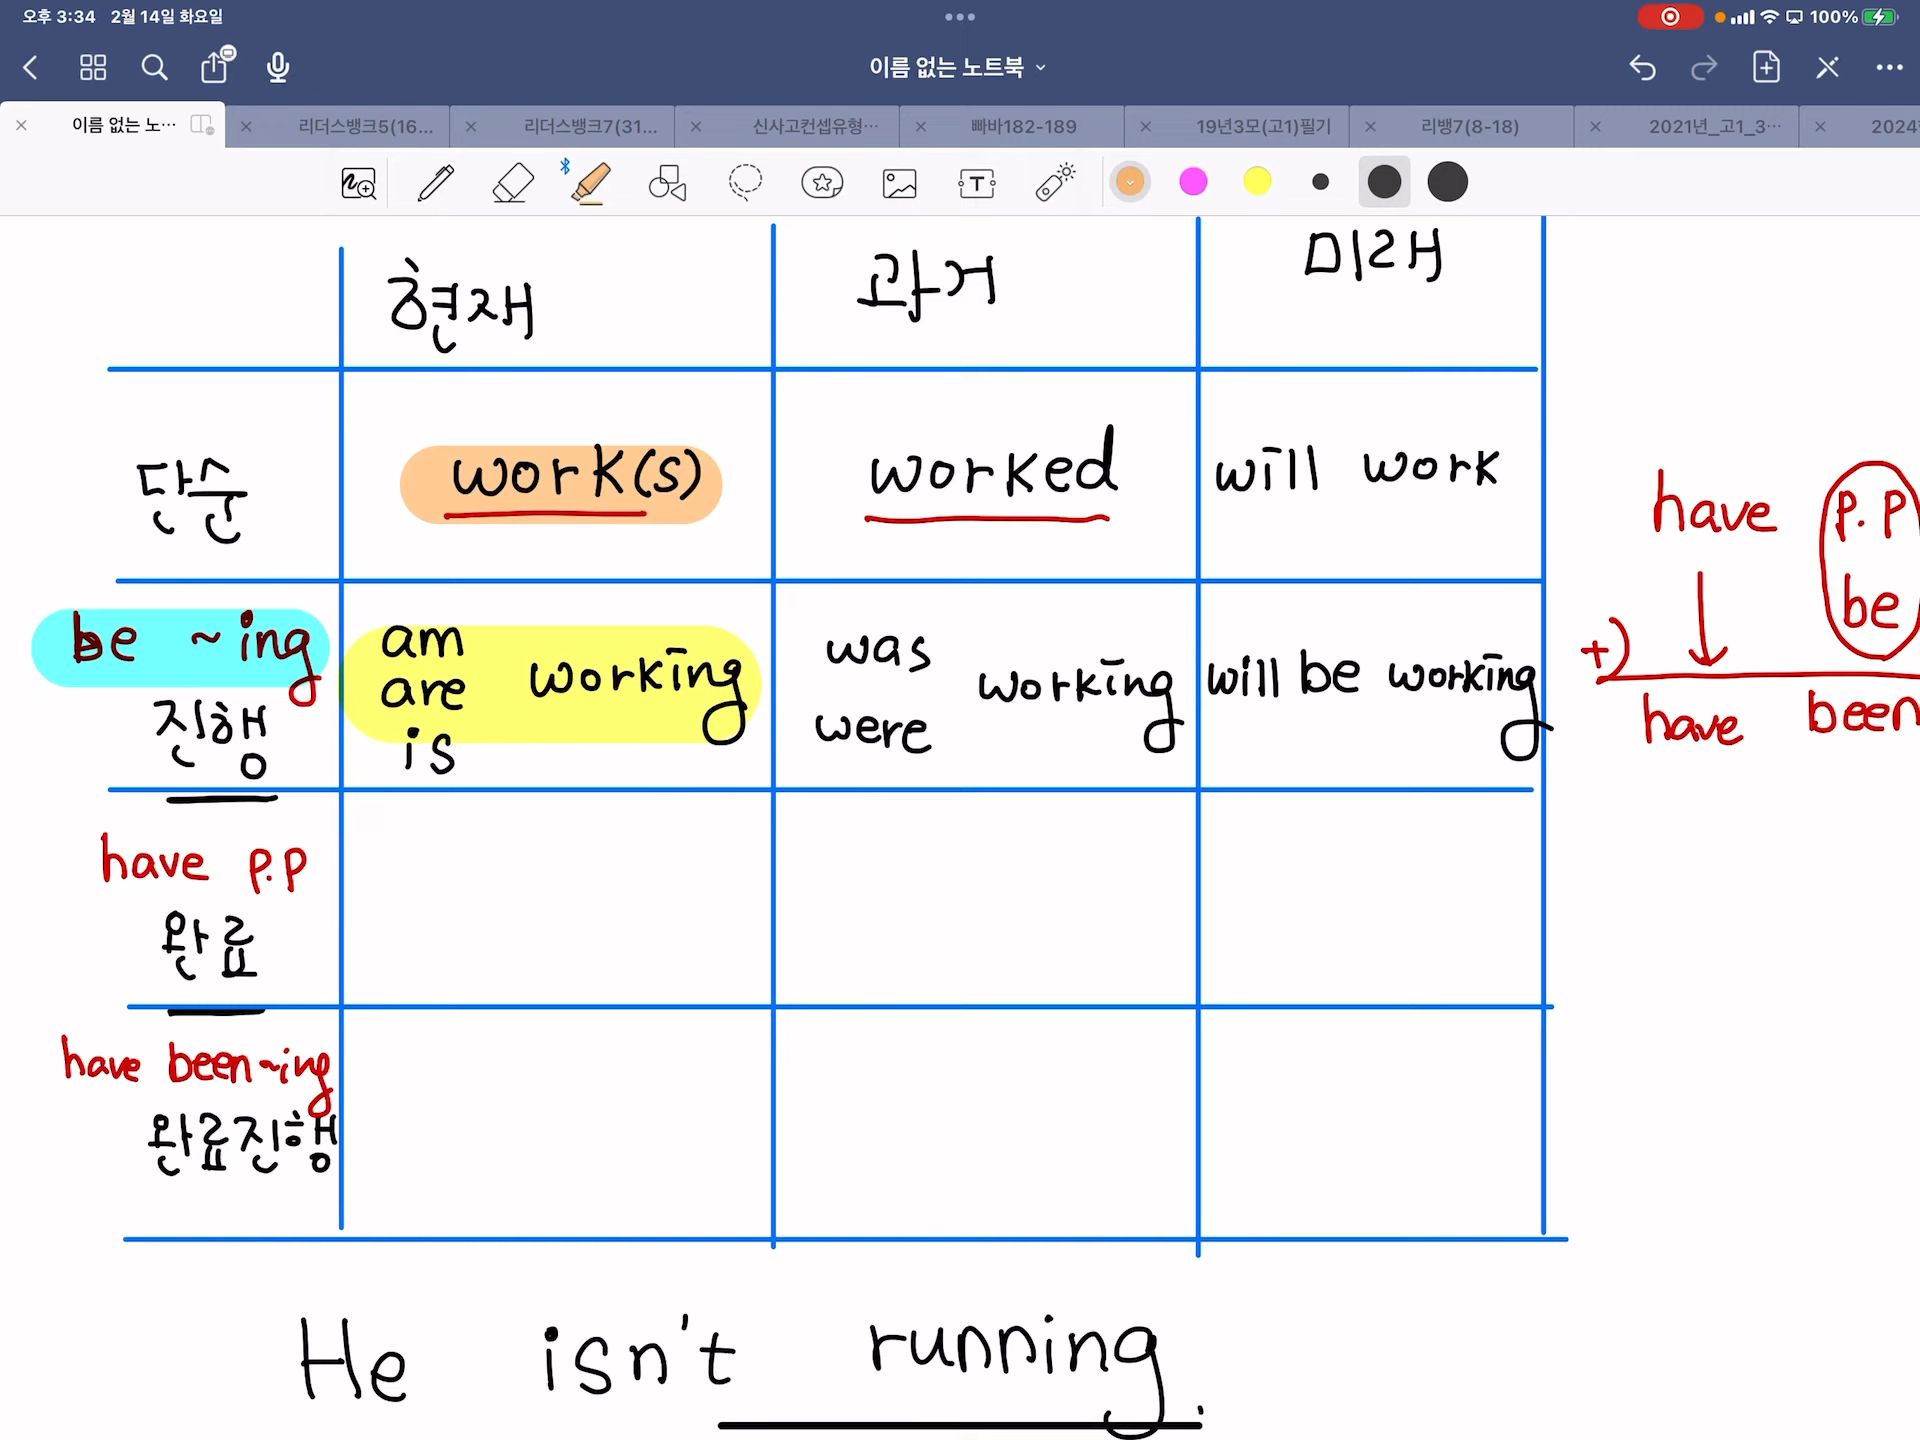 오후 3:34 2월 14일 화요일
100%
이름 없는 노트북
이름 없는 노…
리더스뱅크5(16...
리더스뱅크7(31...
신사고컨셉유형…
빠바182-189
19년3모(고1)필기
리뱅7(8-18)
2021년_고1_3…
현재 과거 미래
단순 work(s) worked will work
be ~ing
진행
am
are
is
working
was
were
working
will be working
have p.p
완료
have been ~ing
완료진행
have p.p
be
+)
have been
He isn't running.